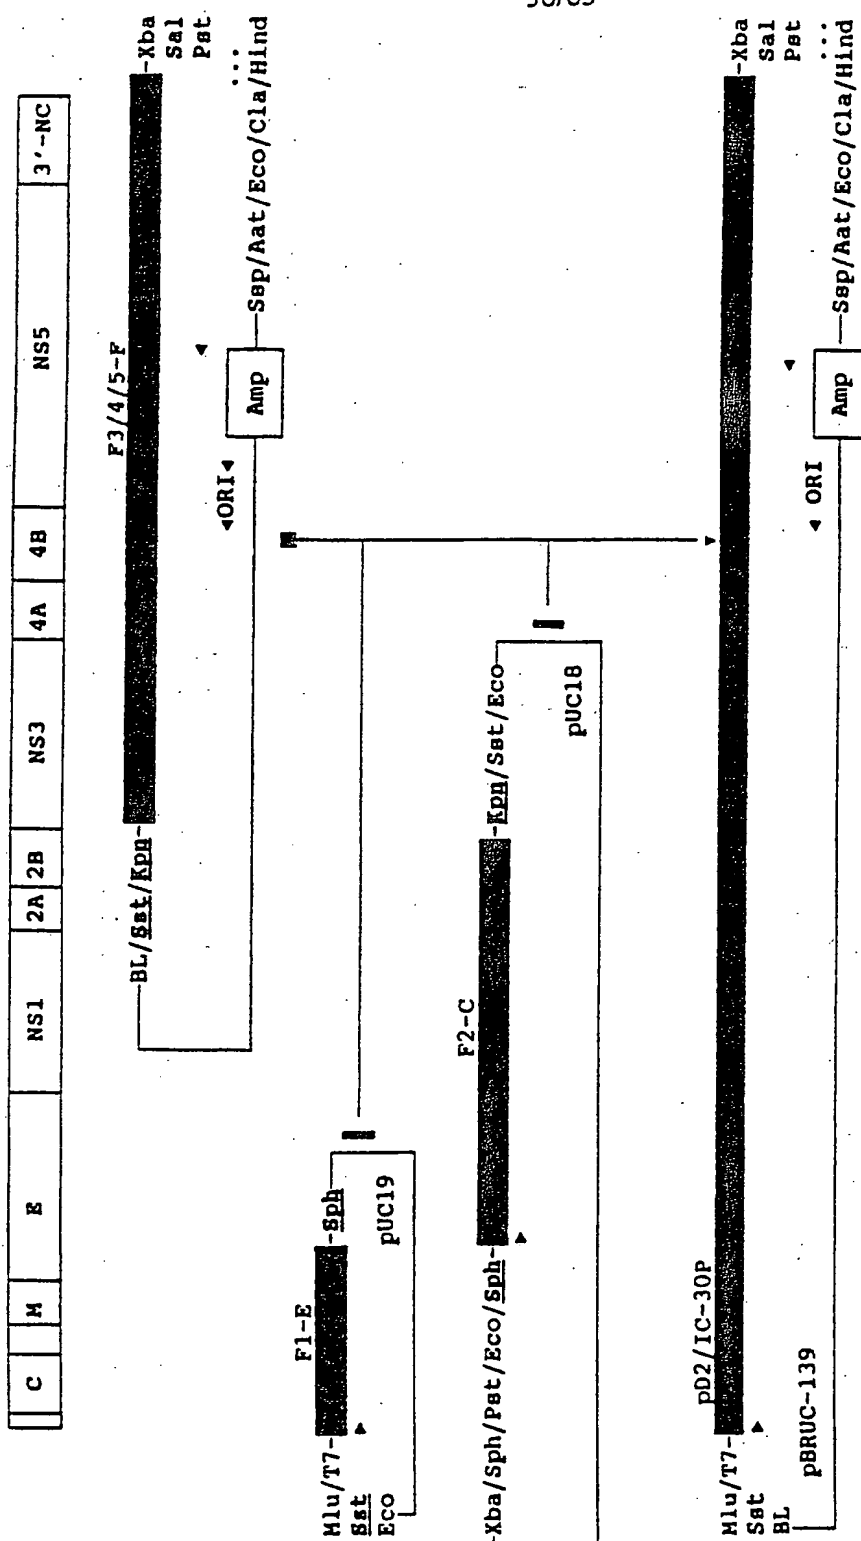 C
M
E
NS1
2A
2B
NS3
4A
4B
NS5
3'-NC
F3/4/5-F
BL/Sst/Kpn-
-Xba
Sal
Pst
...
ORI
Amp
Ssp/Aat/Eco/Cla/Hind
F1-E
Mlu/T7-
Sst
Eco
-Sph
pUC19
F2-C
-Xba/Sph/Pst/Eco/Sph-
-Kpn/Sst/Eco
pUC18
pD2/IC-30P
Mlu/T7-
Sst
BL
pBRUC-139
-Xba
Sal
Pst
...
ORI
Amp
Ssp/Aat/Eco/Cla/Hind